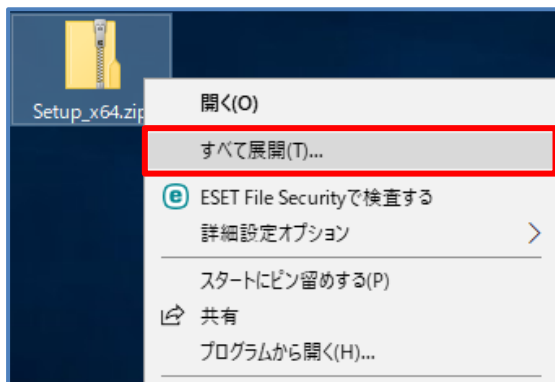 Setup_x64.zip
開く(O)
すべて展開(T)...
ESET File Securityで検査する
詳細設定オプション
スタートにピン留めする(P)
共有
プログラムから開く(H)...